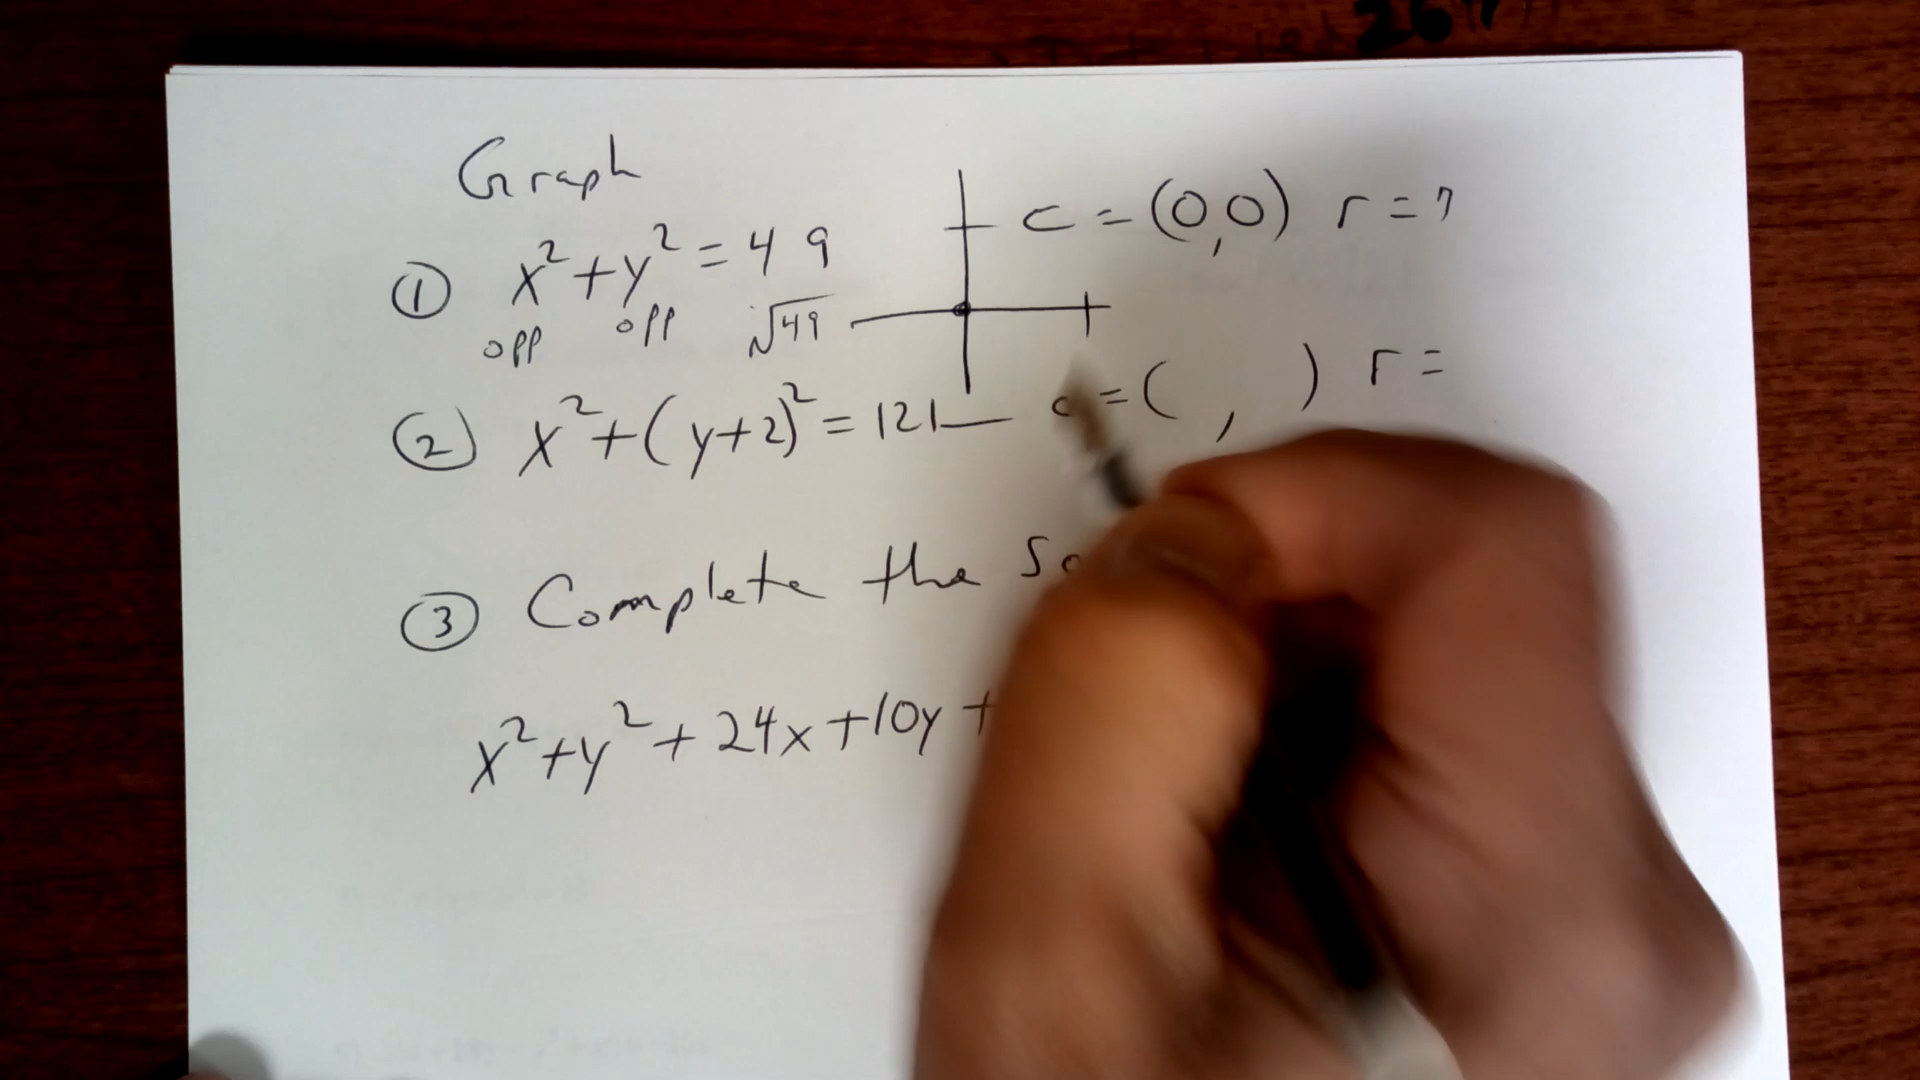 Graph
① x²+y²=49 c=(0,0) r=7
opp opp √49
② x²+(y+2)²=121 c=( , ) r=
③ Complete the
x²+y²+24x+10y+